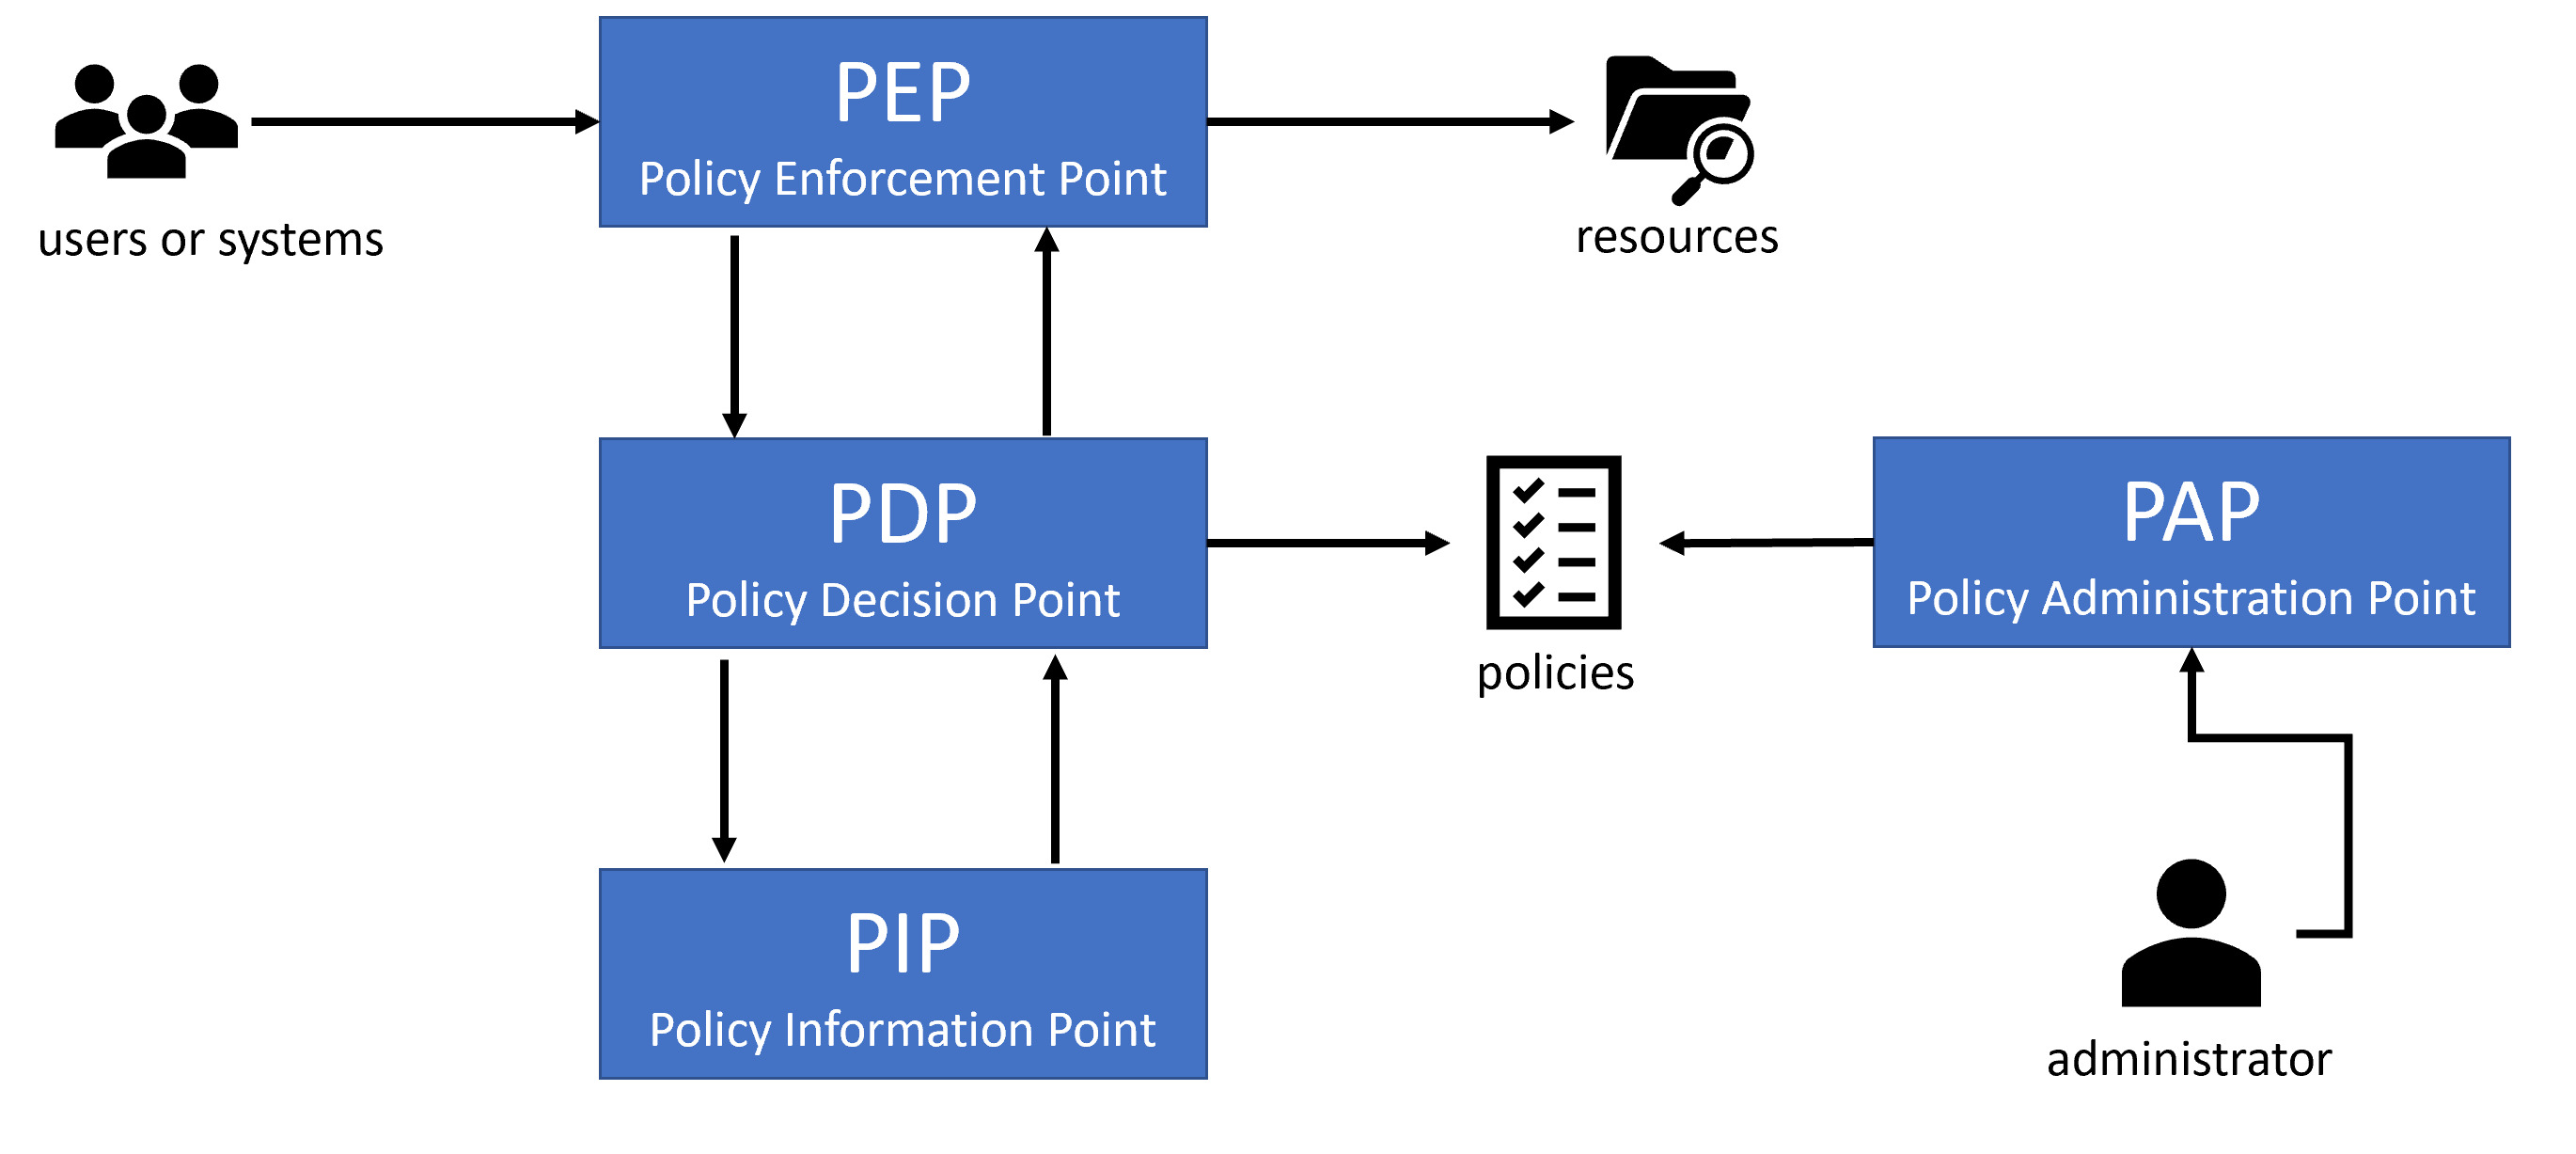 PEP
Policy Enforcement Point
users or systems
resources
PDP
Policy Decision Point
policies
PAP
Policy Administration Point
PIP
Policy Information Point
administrator